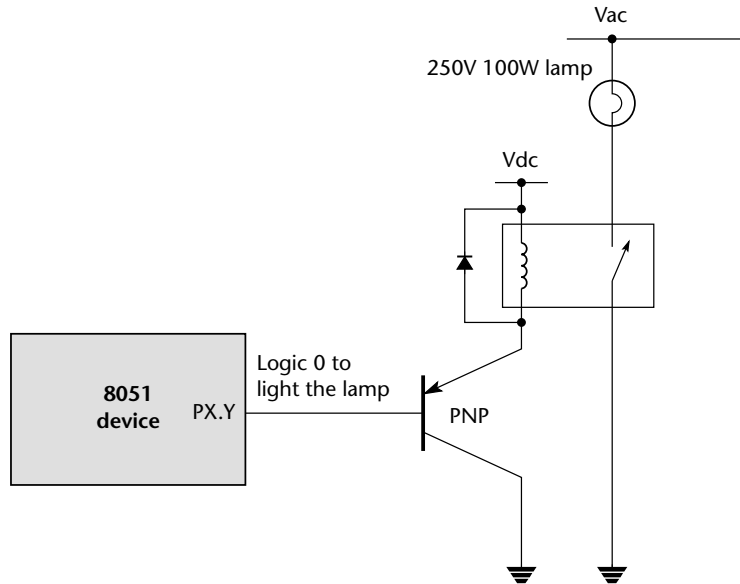 Vac
250V 100W lamp
Vdc
Logic 0 to
light the lamp
8051
device
PX.Y
PNP